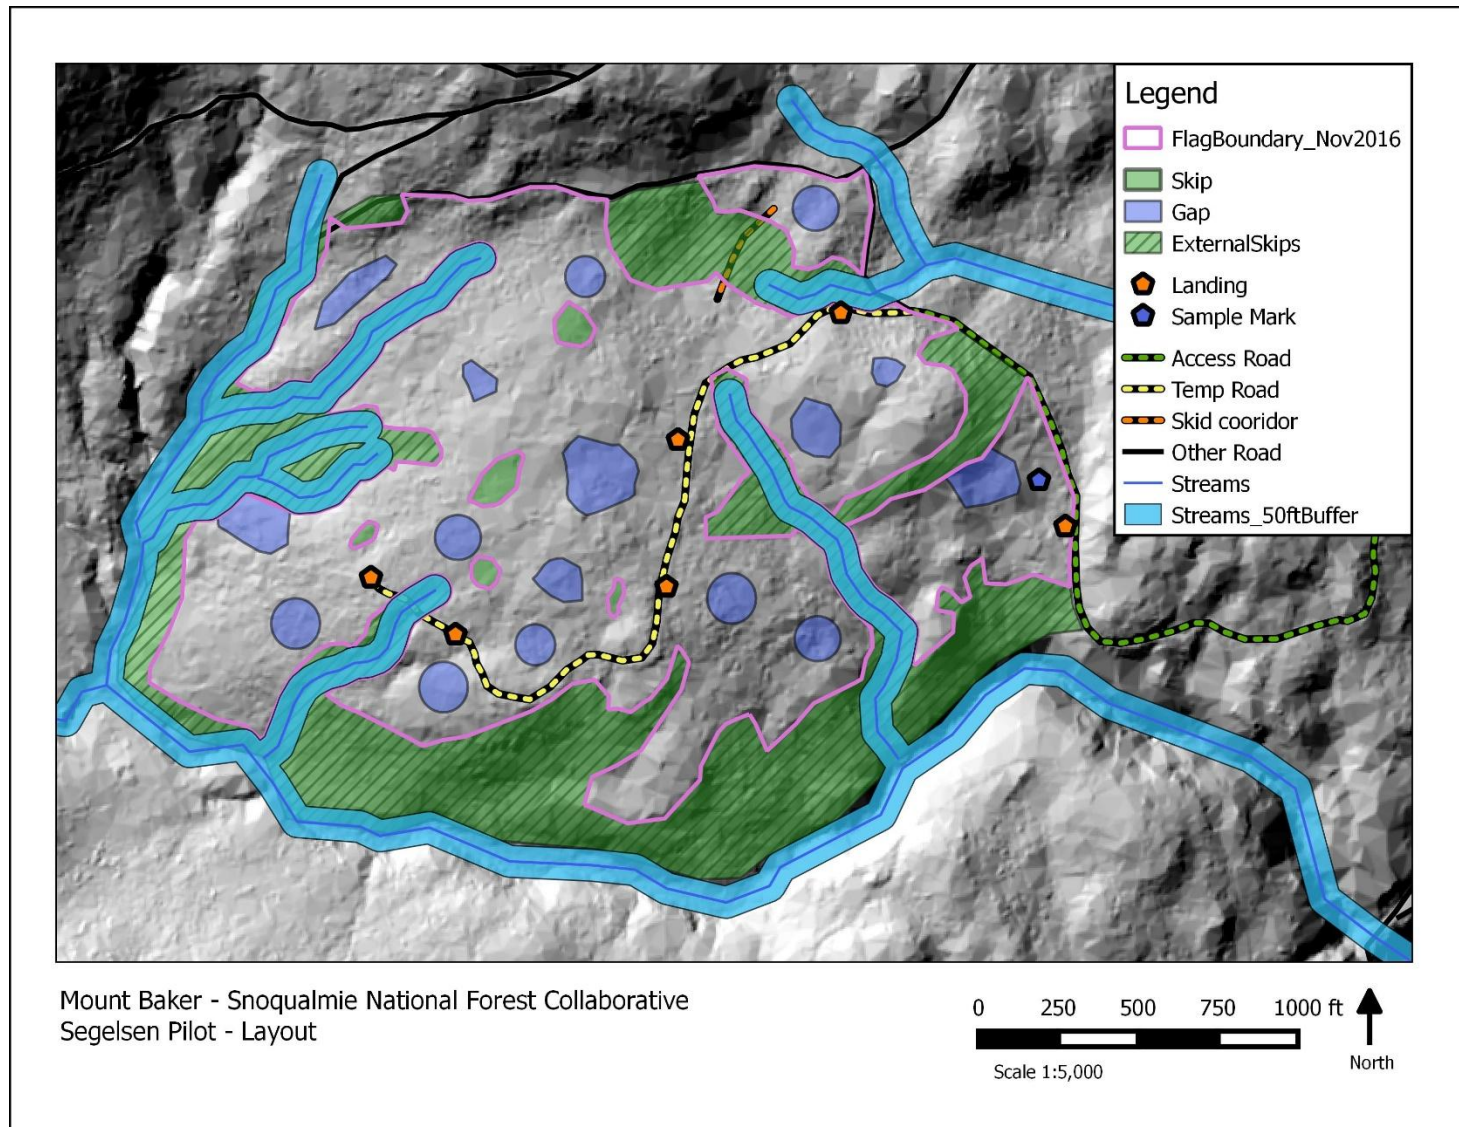 Legend
FlagBoundary_Nov2016
Skip
Gap
ExternalSkips
Landing
Sample Mark
Access Road
Temp Road
Skid cooridor
Other Road
Streams
Streams_50ftBuffer
Mount Baker - Snoqualmie National Forest Collaborative
Segelsen Pilot - Layout
0 250 500 750 1000 ft
Scale 1:5,000
North